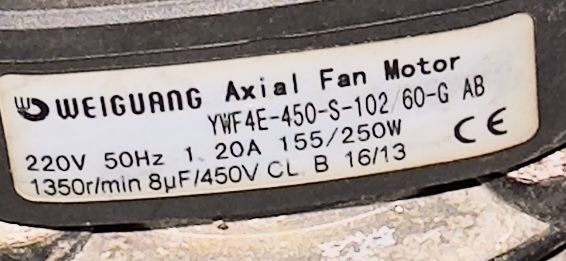 WEIGUANG Axial Fan Motor
YWF4E-450-S-102/60-G AB
220V 50Hz 1.20A 155/250W CE
1350r/min 8µF/450V CL B 16/13